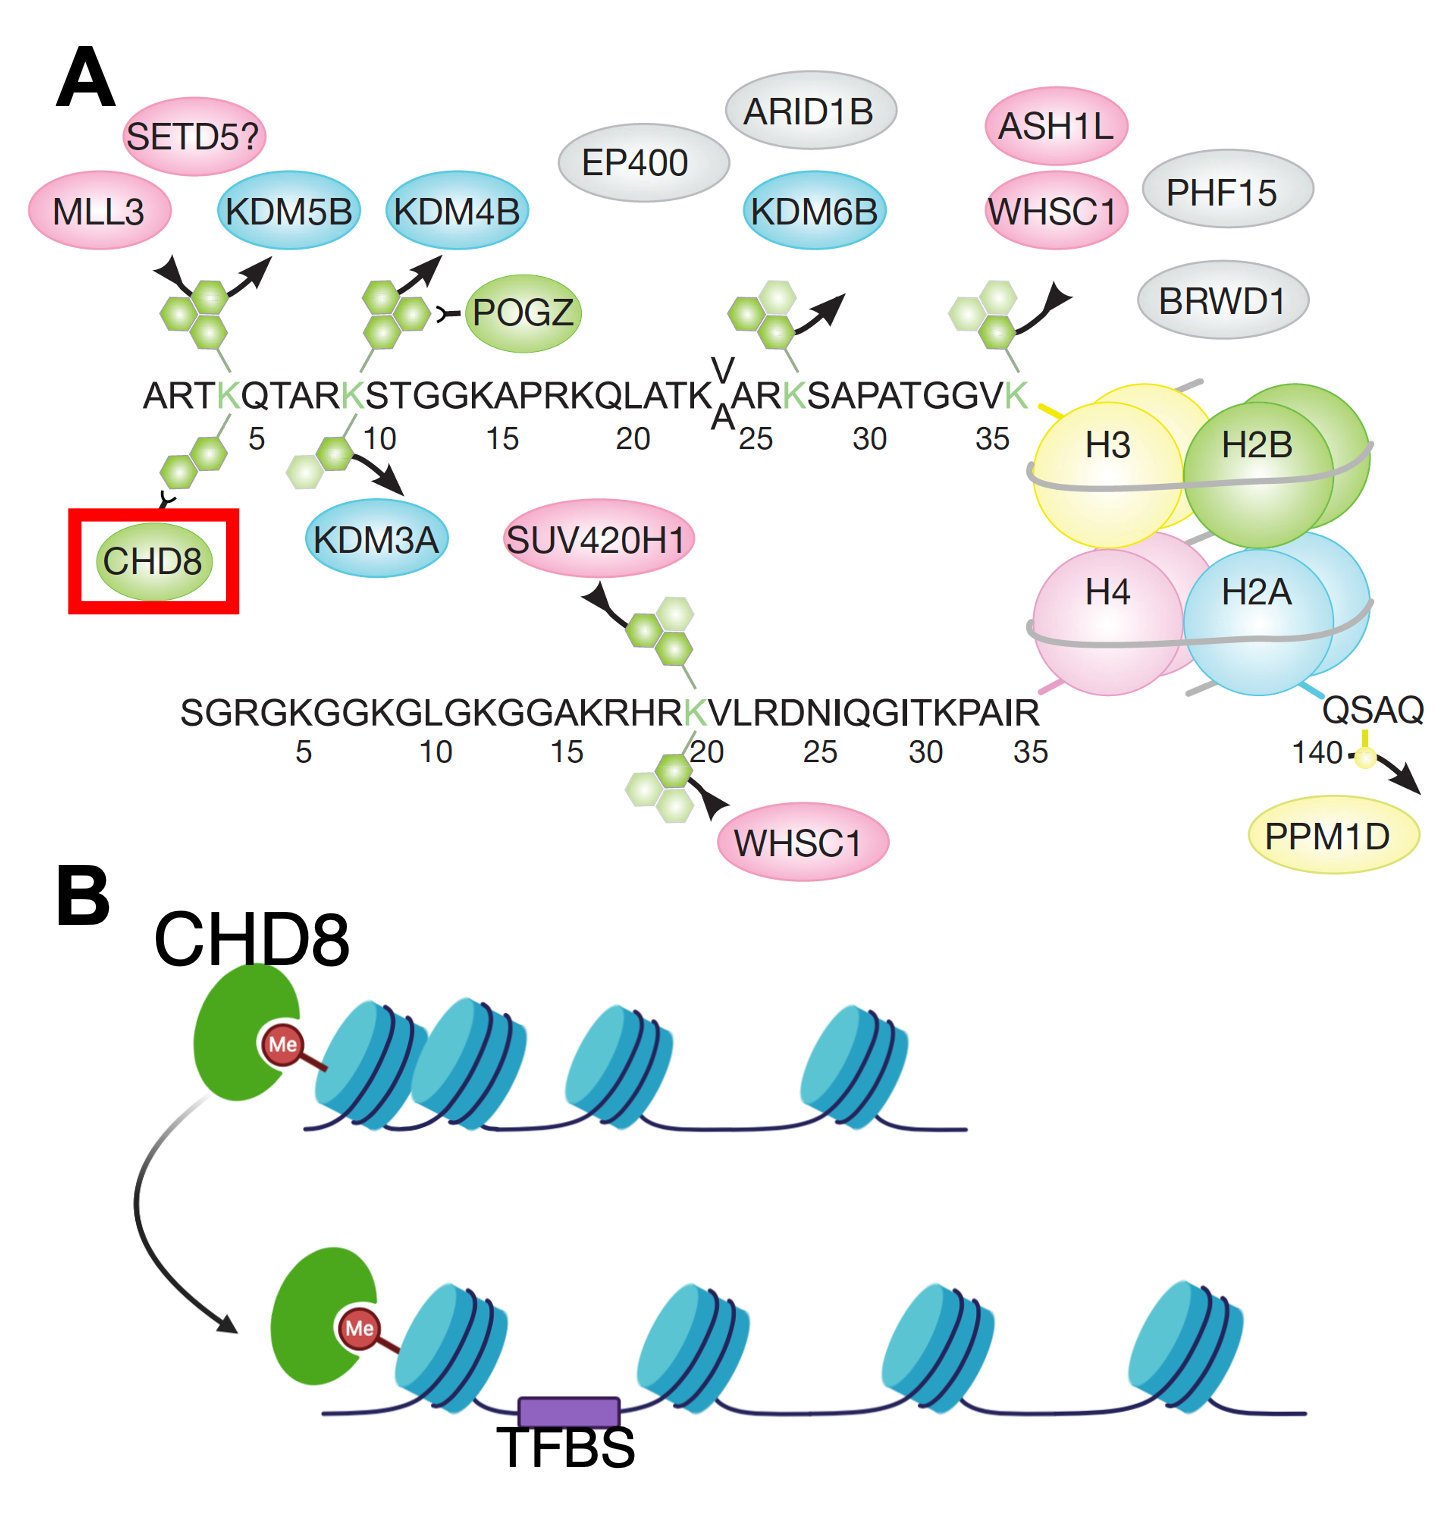 A
SETD5?
MLL3
KDM5B
KDM4B
POGZ
EP400
ARID1B
KDM6B
ASH1L
WHSC1
PHF15
BRWD1
V
ARTKQTARKSTGGKAPRKQLATK ARKSAPATGGVK
A
5 10 15 20 25 30 35
H3
H2B
H4
H2A
CHD8
KDM3A
SUV420H1
SGRGKGGKGLGKGGAKRHRKVLRDNIQGITKPAIR
5 10 15 20 25 30 35
WHSC1
QSAQ
140
PPM1D
B
CHD8
Me
Me
TFBS